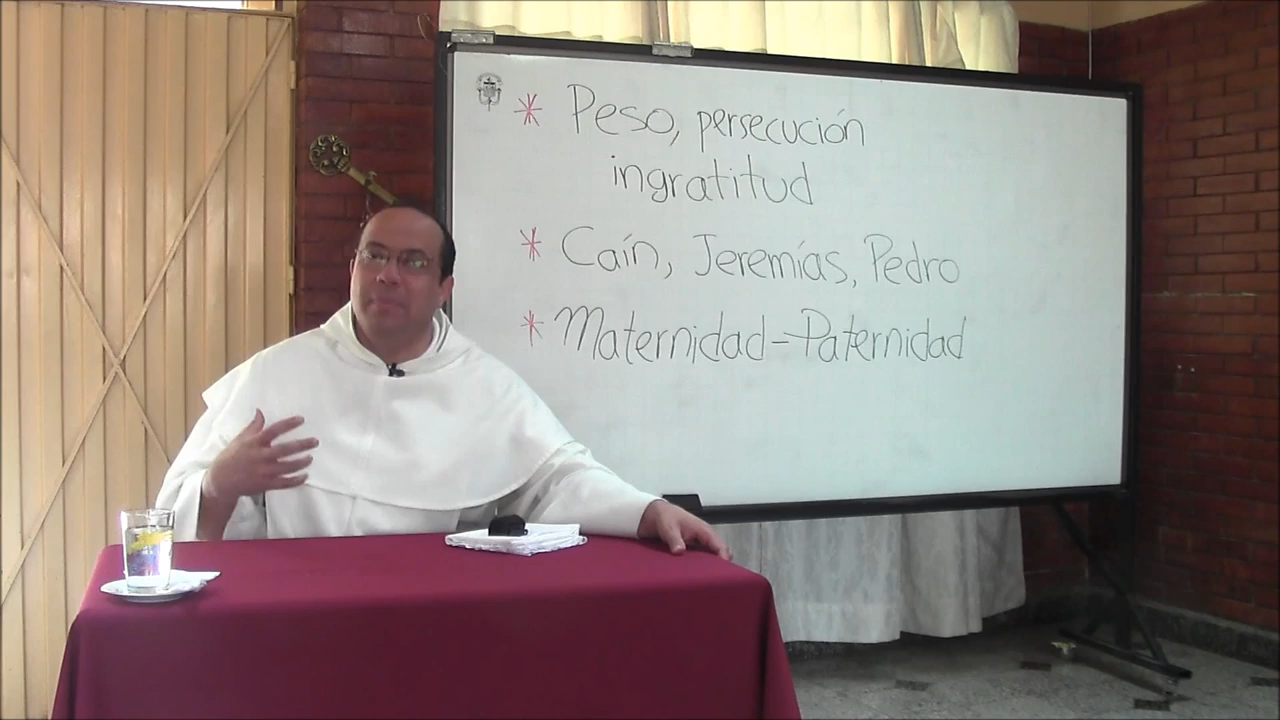 * Peso, persecución
ingratitud
* Caín, Jeremías, Pedro
* Maternidad-Paternidad